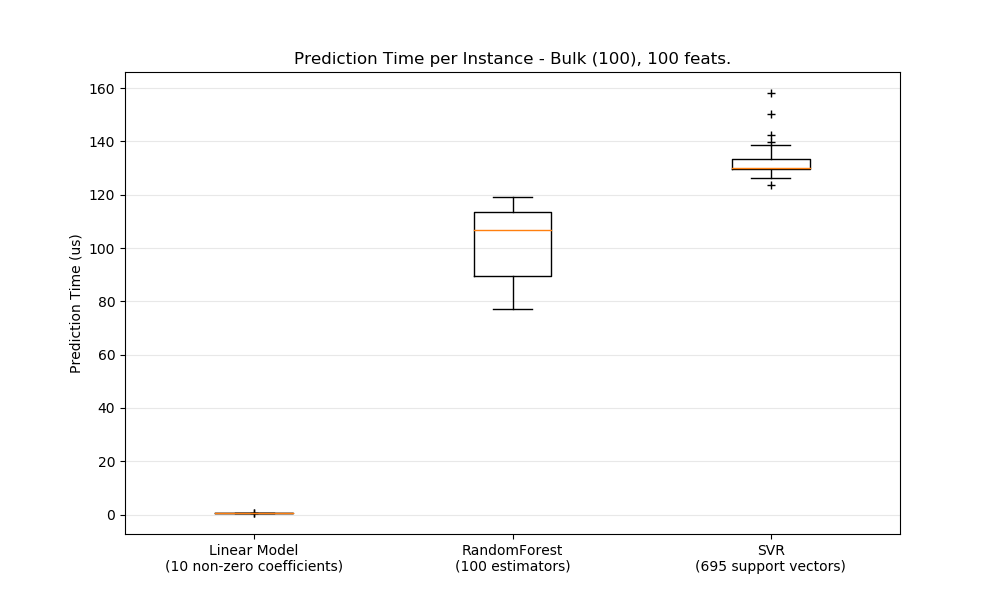 Prediction Time per Instance - Bulk (100), 100 feats.
Prediction Time (us)
160
140
120
100
80
60
40
20
0
Linear Model
(10 non-zero coefficients)
RandomForest
(100 estimators)
SVR
(695 support vectors)